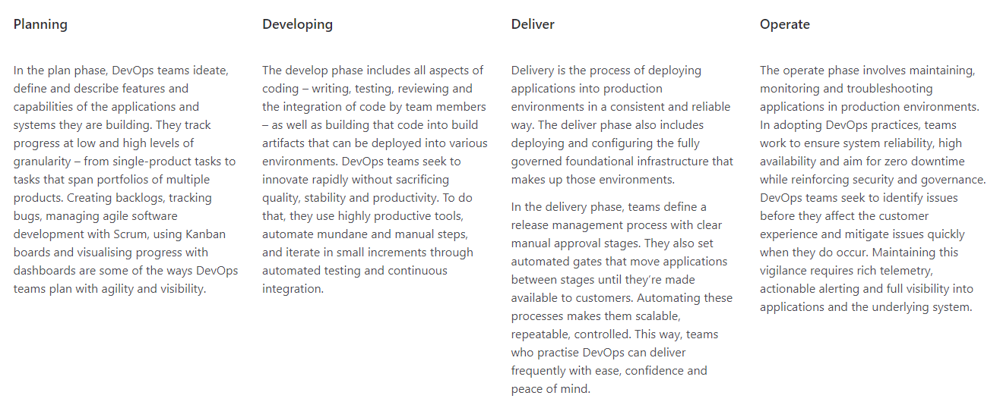 Planning
In the plan phase, DevOps teams ideate,
define and describe features and
capabilities of the applications and
systems they are building. They track
progress at low and high levels of
granularity – from single-product tasks to
tasks that span portfolios of multiple
products. Creating backlogs, tracking
bugs, managing agile software
development with Scrum, using Kanban
boards and visualising progress with
dashboards are some of the ways DevOps
teams plan with agility and visibility.
Developing
The develop phase includes all aspects of
coding – writing, testing, reviewing and
the integration of code by team members
– as well as building that code into build
artifacts that can be deployed into various
environments. DevOps teams seek to
innovate rapidly without sacrificing
quality, stability and productivity. To do
that, they use highly productive tools,
automate mundane and manual steps,
and iterate in small increments through
automated testing and continuous
integration.
Deliver
Delivery is the process of deploying
applications into production
environments in a consistent and reliable
way. The deliver phase also includes
deploying and configuring the fully
governed foundational infrastructure that
makes up those environments.
In the delivery phase, teams define a
release management process with clear
manual approval stages. They also set
automated gates that move applications
between stages until they’re made
available to customers. Automating these
processes makes them scalable,
repeatable, controlled. This way, teams
who practise DevOps can deliver
frequently with ease, confidence and
peace of mind.
Operate
The operate phase involves maintaining,
monitoring and troubleshooting
applications in production environments.
In adopting DevOps practices, teams
work to ensure system reliability, high
availability and aim for zero downtime
while reinforcing security and governance.
DevOps teams seek to identify issues
before they affect the customer
experience and mitigate issues quickly
when they do occur. Maintaining this
vigilance requires rich telemetry,
actionable alerting and full visibility into
applications and the underlying system.